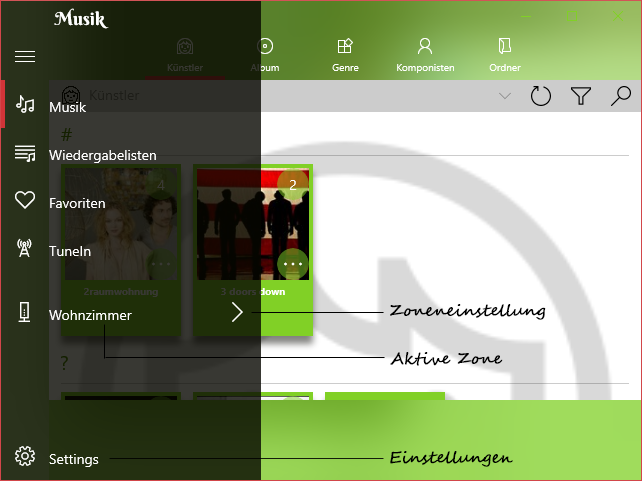 Musik
Künstler
Album
Genre
Komponisten
Ordner
Künstler
Musik
#
Wiedergabelisten
4
2
Favoriten
TuneIn
2raumwohnung
3 doors down
Wohnzimmer
Zoneneinstellung
Aktive Zone
?
Settings
Einstellungen